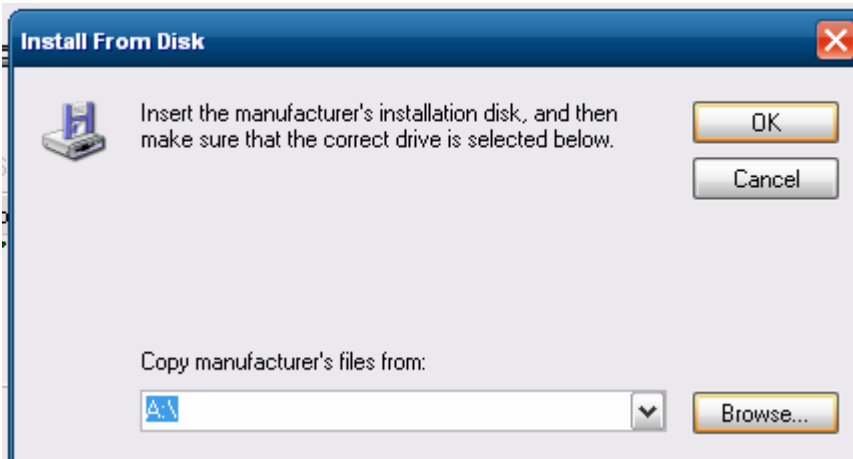 Install From Disk
Insert the manufacturer's installation disk, and then
make sure that the correct drive is selected below.
OK
Cancel
Copy manufacturer's files from:
A:\
Browse...